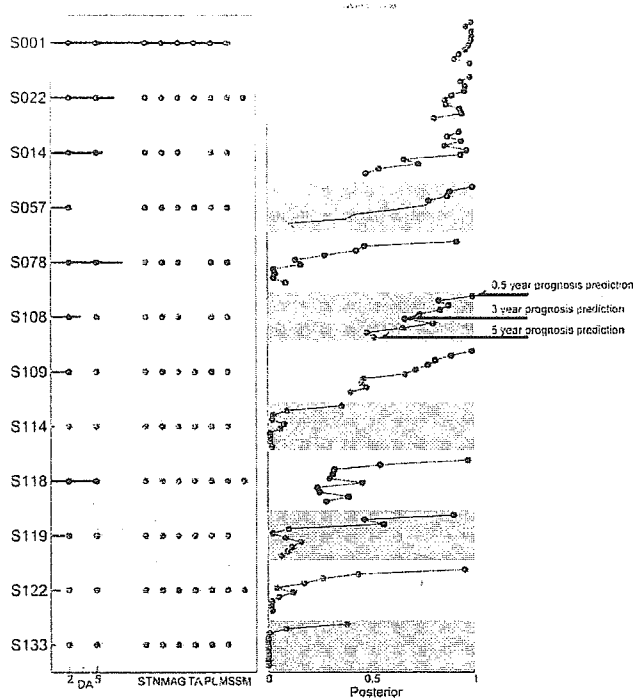 S001
S022
S014
S057
S078
S108
S109
S114
S118
S119
S122
S133
0.5 year prognosis prediction
3 year prognosis prediction
5 year prognosis prediction
2 DA 5
STNMAGTAPLMSSM
0 0.5 1
Posterior